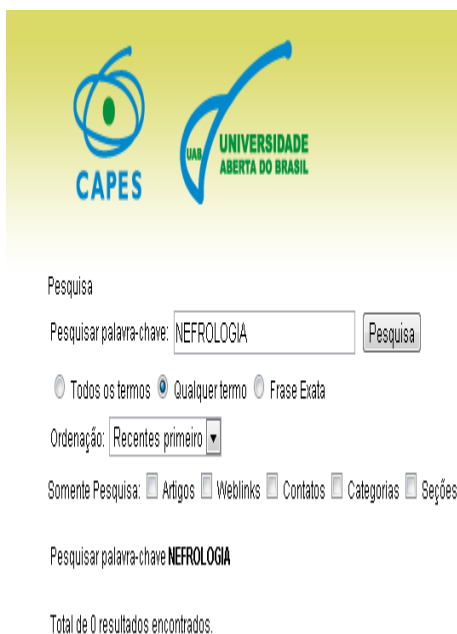 CAPES
UAB UNIVERSIDADE
ABERTA DO BRASIL
Pesquisa
Pesquisar palavra-chave: NEFROLOGIA Pesquisa
Todos os termos Qualquer termo Frase Exata
Ordenação: Recentes primeiro
Somente Pesquisa: Artigos Weblinks Contatos Categorias Seções
Pesquisar palavra-chave NEFROLOGIA
Total de 0 resultados encontrados.